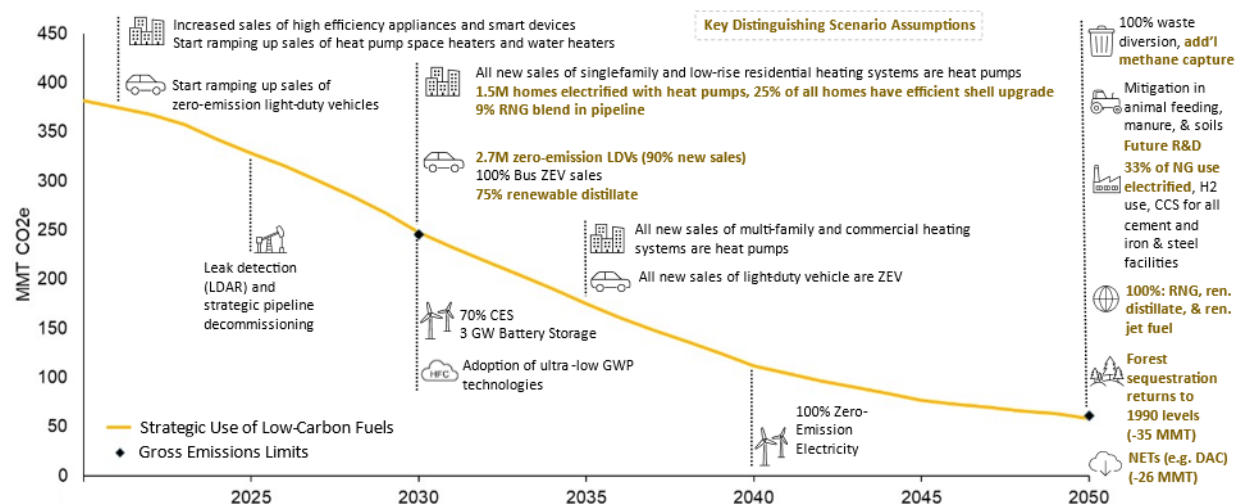 Key Distinguishing Scenario Assumptions
MMT CO2e
450
400
350
300
250
200
150
100
50
0
2025
2030
2035
2040
2045
2050
Increased sales of high efficiency appliances and smart devices
Start ramping up sales of heat pump space heaters and water heaters
Start ramping up sales of
zero-emission light-duty vehicles
Leak detection
(LDAR) and
strategic pipeline
decommissioning
All new sales of singlefamily and low-rise residential heating systems are heat pumps
1.5M homes electrified with heat pumps, 25% of all homes have efficient shell upgrade
9% RNG blend in pipeline
2.7M zero-emission LDVs (90% new sales)
100% Bus ZEV sales
75% renewable distillate
70% CES
3 GW Battery Storage
HFC
Adoption of ultra -low GWP
technologies
All new sales of multi-family and commercial heating
systems are heat pumps
All new sales of light-duty vehicle are ZEV
100% Zero-
Emission
Electricity
100% waste
diversion, add'l
methane capture
Mitigation in
animal feeding,
manure, & soils
Future R&D
33% of NG use
electrified, H2
use, CCS for all
cement and
iron & steel
facilities
100%: RNG, ren.
distillate, & ren.
jet fuel
Forest
sequestration
returns to
1990 levels
(-35 MMT)
NETs (e.g. DAC)
(-26 MMT)
Strategic Use of Low-Carbon Fuels
Gross Emissions Limits